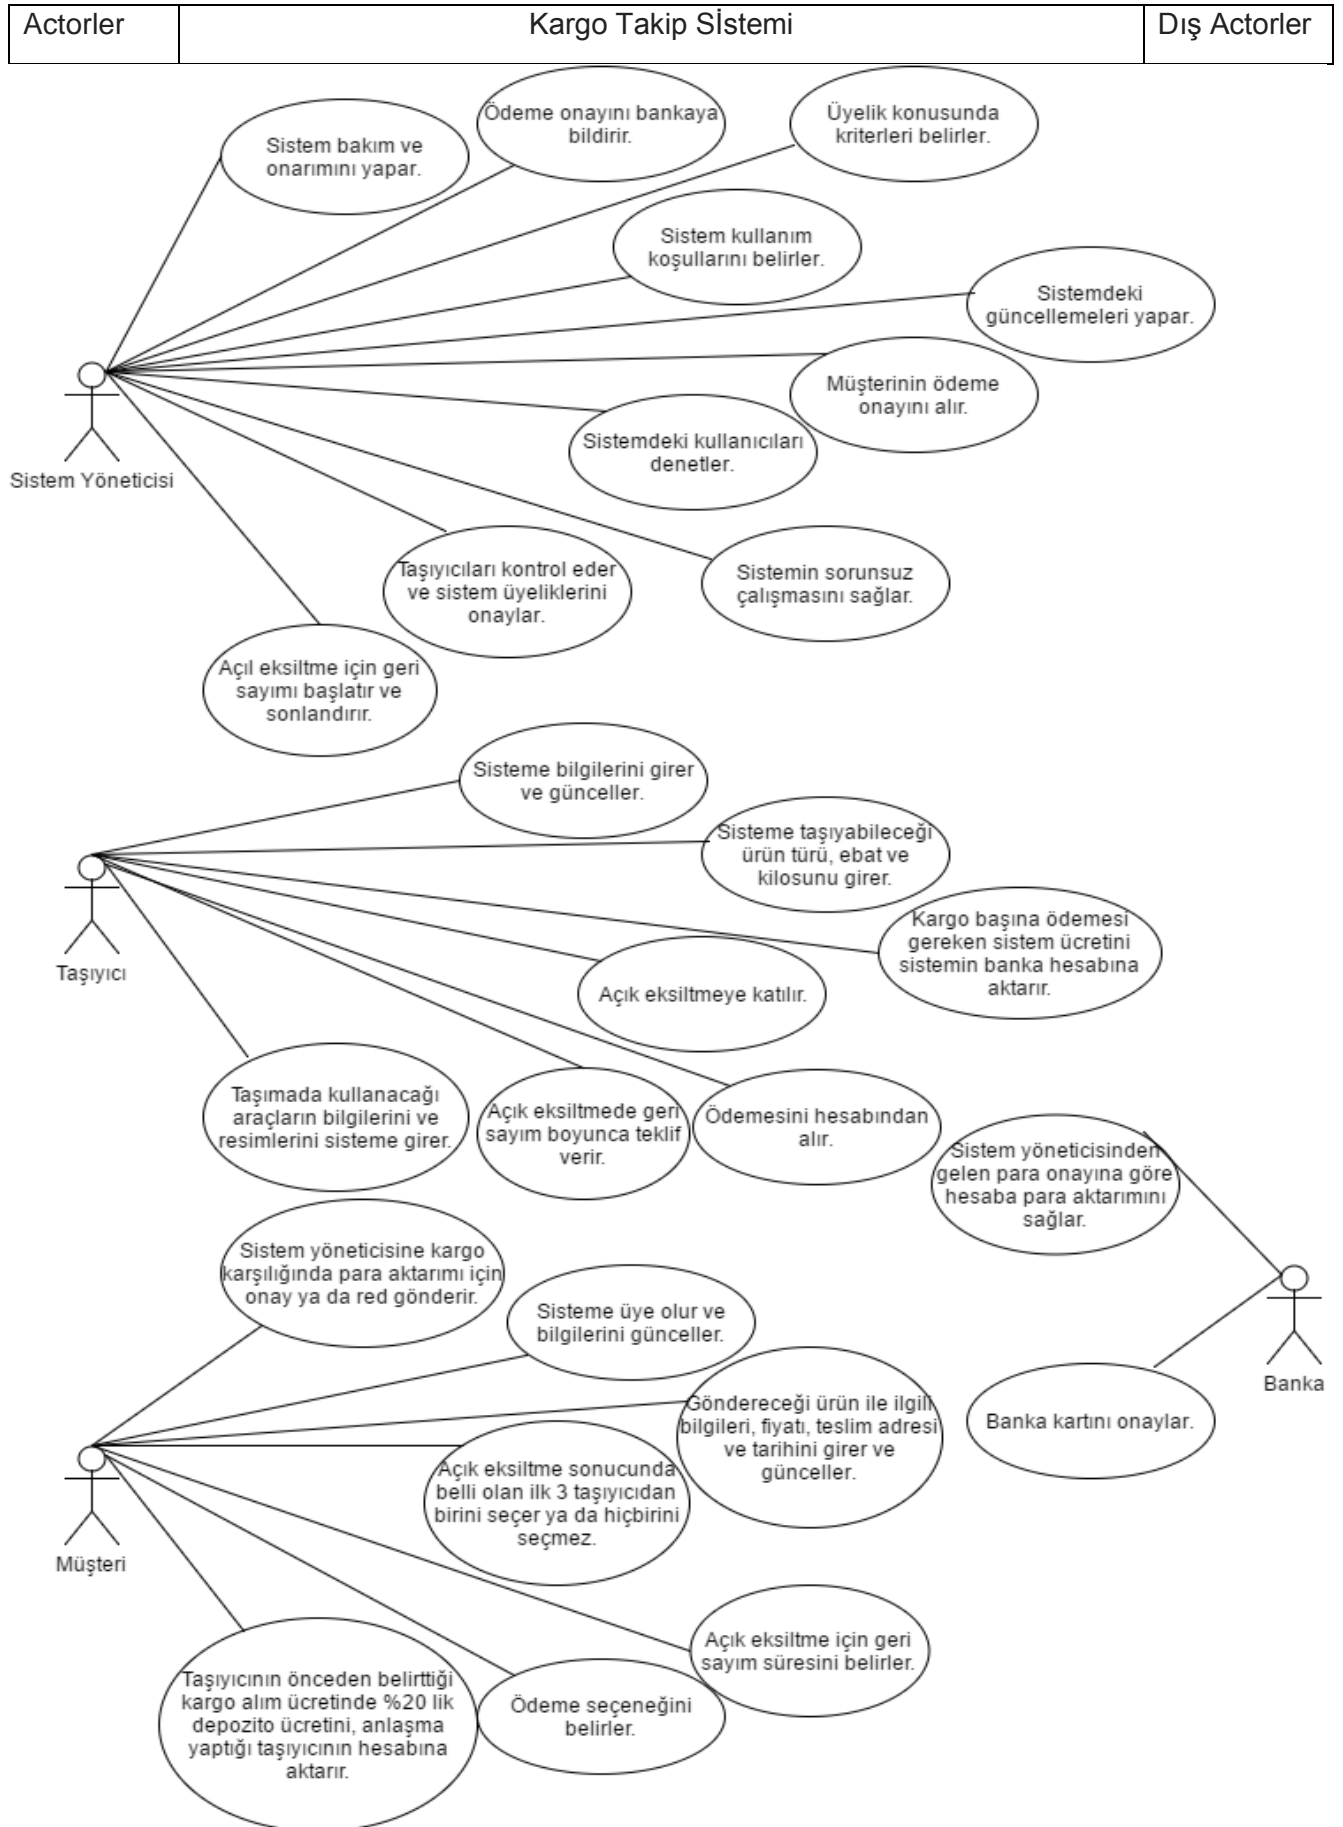 Actorler
Kargo Takip Sİstemi
Dış Actorler
Sistem bakım ve
onarımını yapar.
Ödeme onayını bankaya
bildirir.
Üyelik konusunda
kriterleri belirler.
Sistem kullanım
koşullarını belirler.
Sistemdeki
güncellemeleri yapar.
Müşterinin ödeme
onayını alır.
Sistemdeki kullanıcıları
denetler.
Sistem Yöneticisi
Taşıyıcıları kontrol eder
ve sistem üyeliklerini
onaylar.
Sistemin sorunsuz
çalışmasını sağlar.
Açıl eksiltme için geri
sayımı başlatır ve
sonlandırır.
Sisteme bilgilerini girer
ve günceller.
Sisteme taşıyabileceği
ürün türü, ebat ve
kilosunu girer.
Kargo başına ödemesi
gereken sistem ücretini
sistemin banka hesabına
aktarır.
Taşıyıcı
Açık eksiltmeye katılır.
Taşımada kullanacağı
araçların bilgilerini ve
resimlerini sisteme girer.
Açık eksiltmede geri
sayım boyunca teklif
verir.
Ödemesini hesabından
alır.
Sistem yöneticisinden
gelen para onayına göre
hesaba para aktarımını
sağlar.
Sistem yöneticisine kargo
karşılığında para aktarımı için
onay ya da red gönderir.
Sisteme üye olur ve
bilgilerini günceller.
Banka
Göndereceği ürün ile ilgili
bilgileri, fiyatı, teslim adresi
ve tarihini girer ve
günceller.
Banka kartını onaylar.
Açık eksiltme sonucunda
belli olan ilk 3 taşıyıcıdan
birini seçer ya da hiçbirini
seçmez.
Müşteri
Açık eksiltme için geri
sayım süresini belirler.
Taşıyıcının önceden belirttiği
kargo alım ücretinde %20 lik
depozito ücretini, anlaşma
yaptığı taşıyıcının hesabına
aktarır.
Ödeme seçeneğini
belirler.